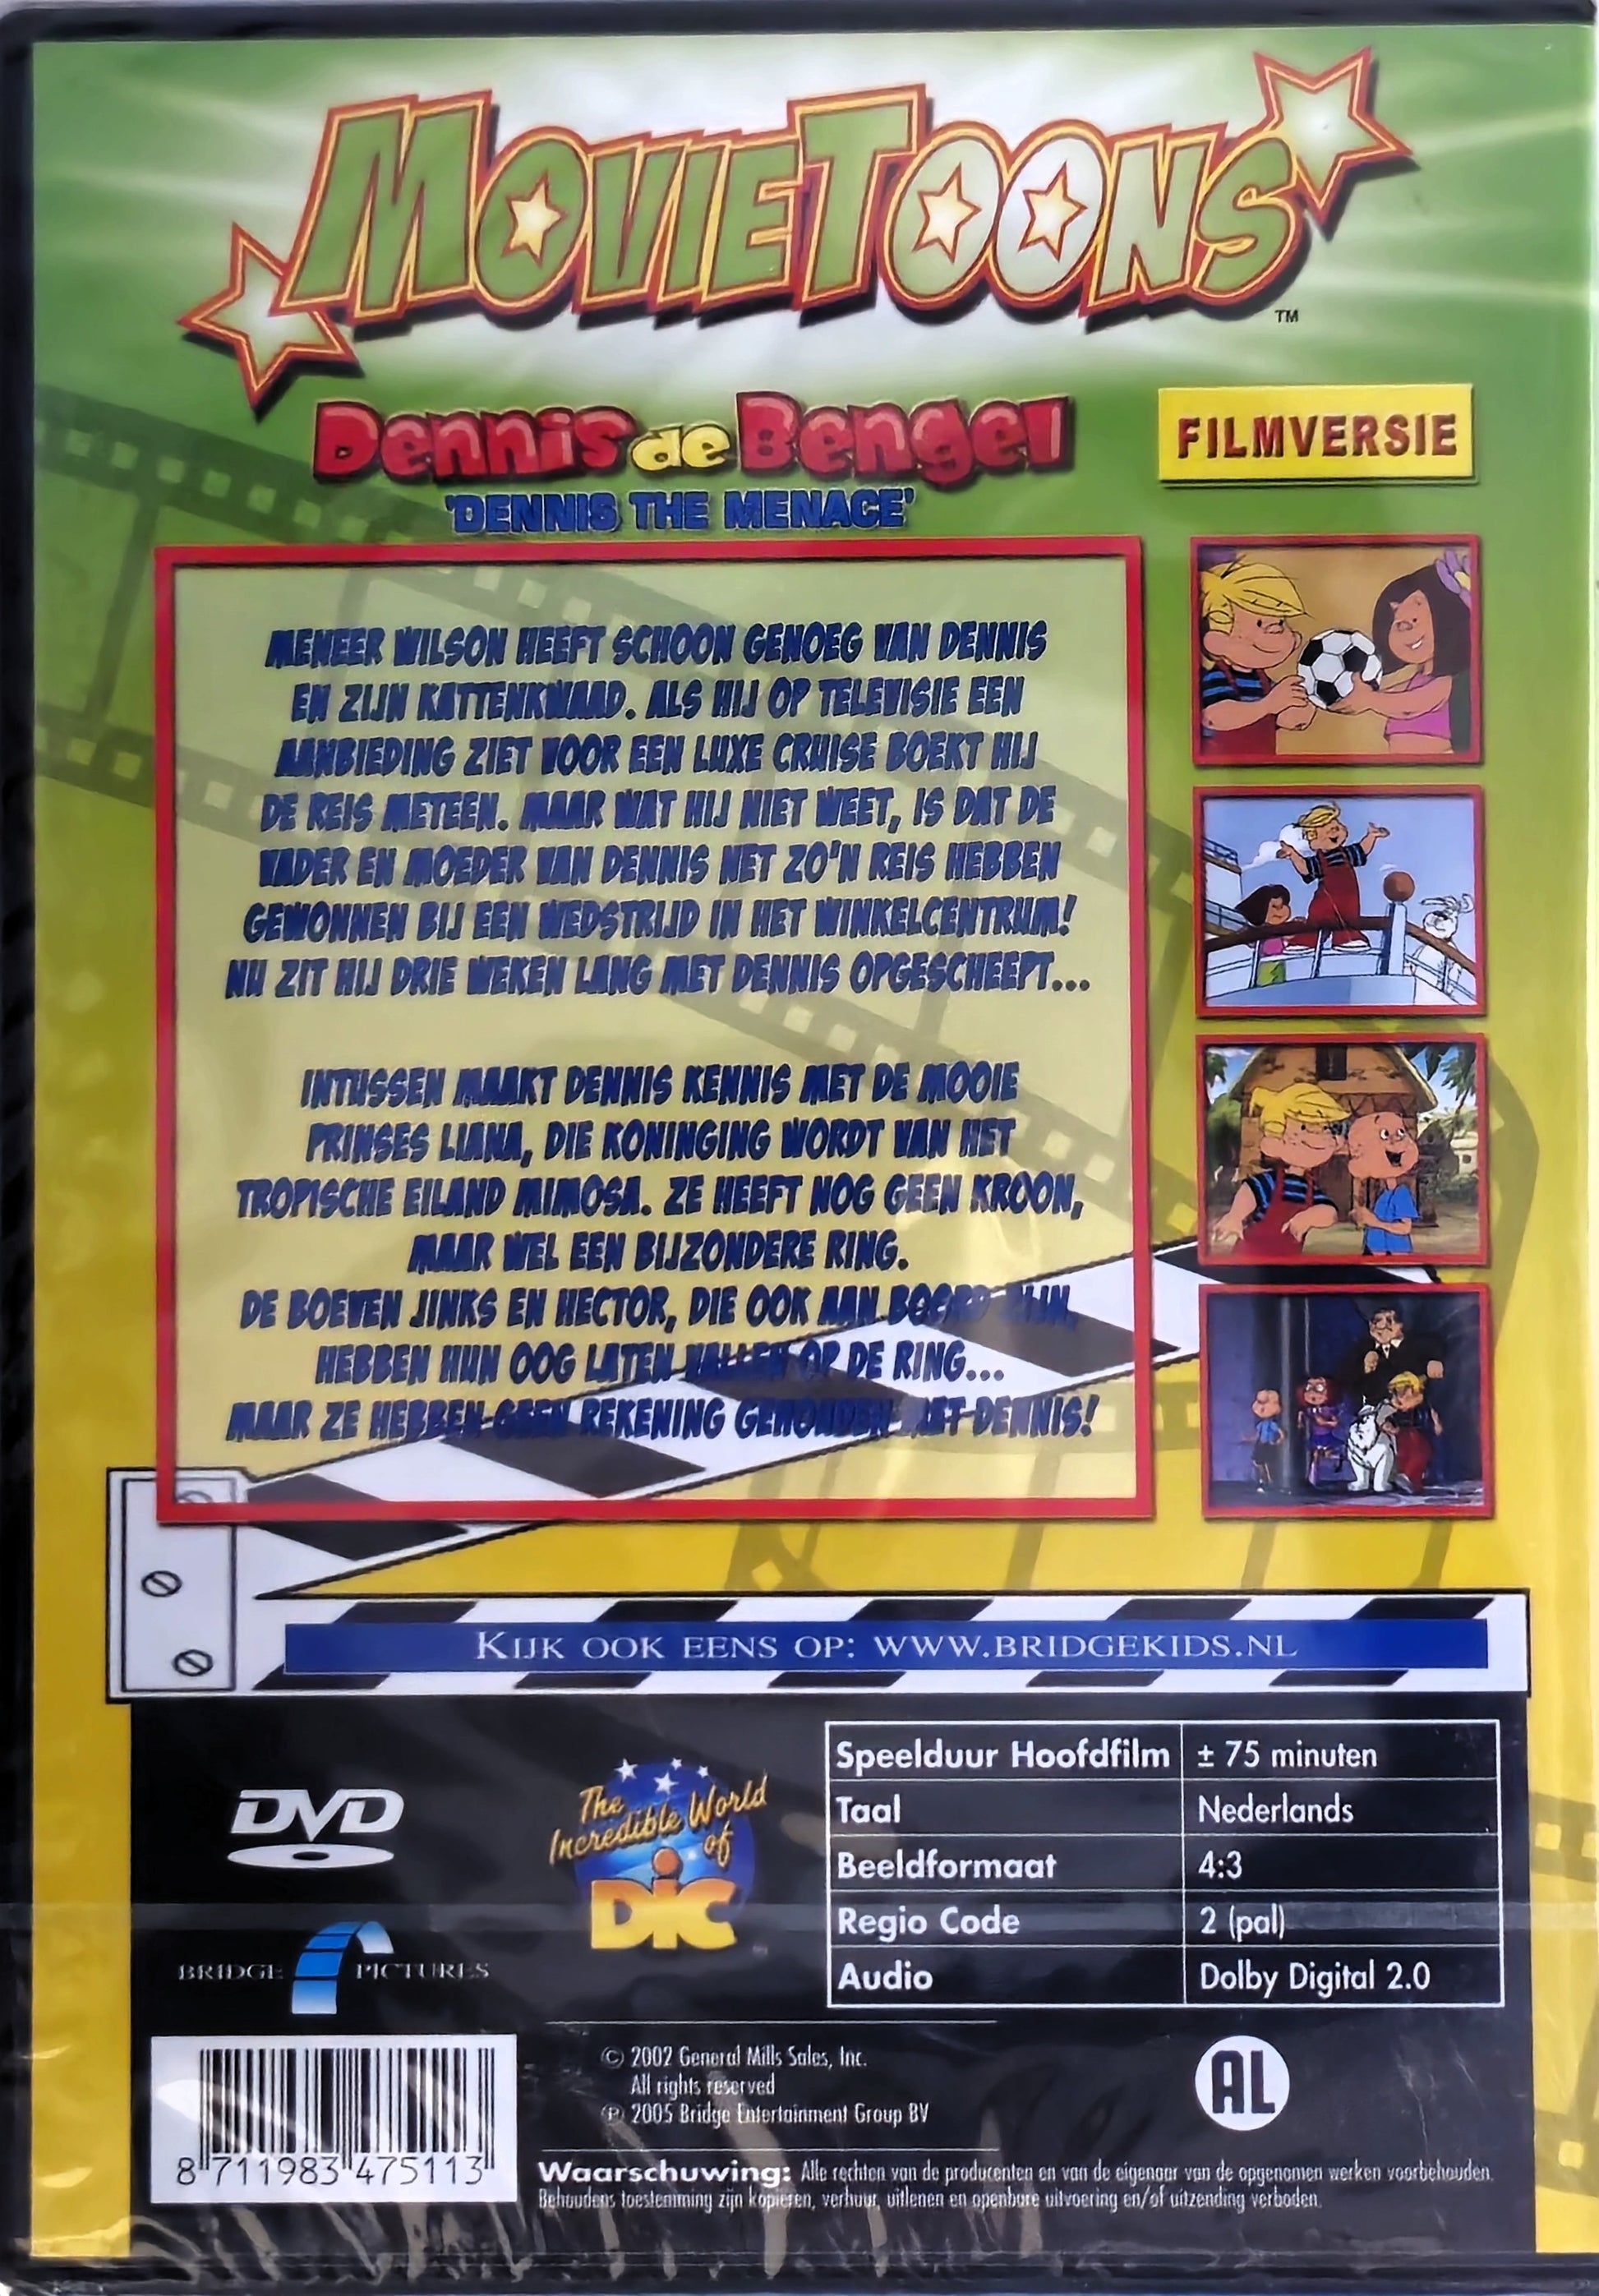 MOVIETOONS
TM
Dennis de Bengel
FILMVERSIE
'DENNIS THE MENACE'
MENEER WILSON HEEFT SCHOON GENOEG VAN DENNIS
EN ZIJN KATTENKWAAD. ALS HIJ OP TELEVISIE EEN
AANBIEDING ZIET VOOR EEN LUXE CRUISE BOEKT HIJ
DE REIS METEEN. MAAR WAT HIJ NIET WEET, IS DAT DE
VADER EN MOEDER VAN DENNIS NET ZO'N REIS HEBBEN
GEWONNEN BIJ EEN WEDSTRIJD IN HET WINKELCENTRUM!
NU ZIT HIJ DRIE WEKEN LANG MET DENNIS OPGESCHEEPT...
INTUSSEN MAAKT DENNIS KENNIS MET DE MOOIE
PRINSES LIANA, DIE KONINGING WORDT VAN HET
TROPISCHE EILAND MIMOSA. ZE HEEFT NOG GEEN KROON,
MAAR WEL EEN BIJZONDERE RING.
DE BOEVEN JINKS EN HECTOR, DIE OOK AAN BOORD ZIJN,
HEBBEN HUN OOG LATEN VALLEN OP DE RING...
MAAR ZE HEBBEN GEEN REKENING GEHOUDEN MET DENNIS!
KIJK OOK EENS OP: WWW.BRIDGEKIDS.NL
DVD
The
Incredible World
of
DIC
BRIDGE PICTURES
Speelduur Hoofdfilm ± 75 minuten
Taal Nederlands
Beeldformaat 4:3
Regio Code 2 (pal)
Audio Dolby Digital 2.0
8 711983 475113
© 2002 General Mills Sales, Inc.
All rights reserved
℗ 2005 Bridge Entertainment Group BV
AL
Waarschuwing: Alle rechten van de producenten en van de eigenaar van de opgenomen werken voorbehouden.
Behoudens toestemming zijn kopieren, verhuur, uitlenen en openbare uitvoering en/of uitzending verboden.